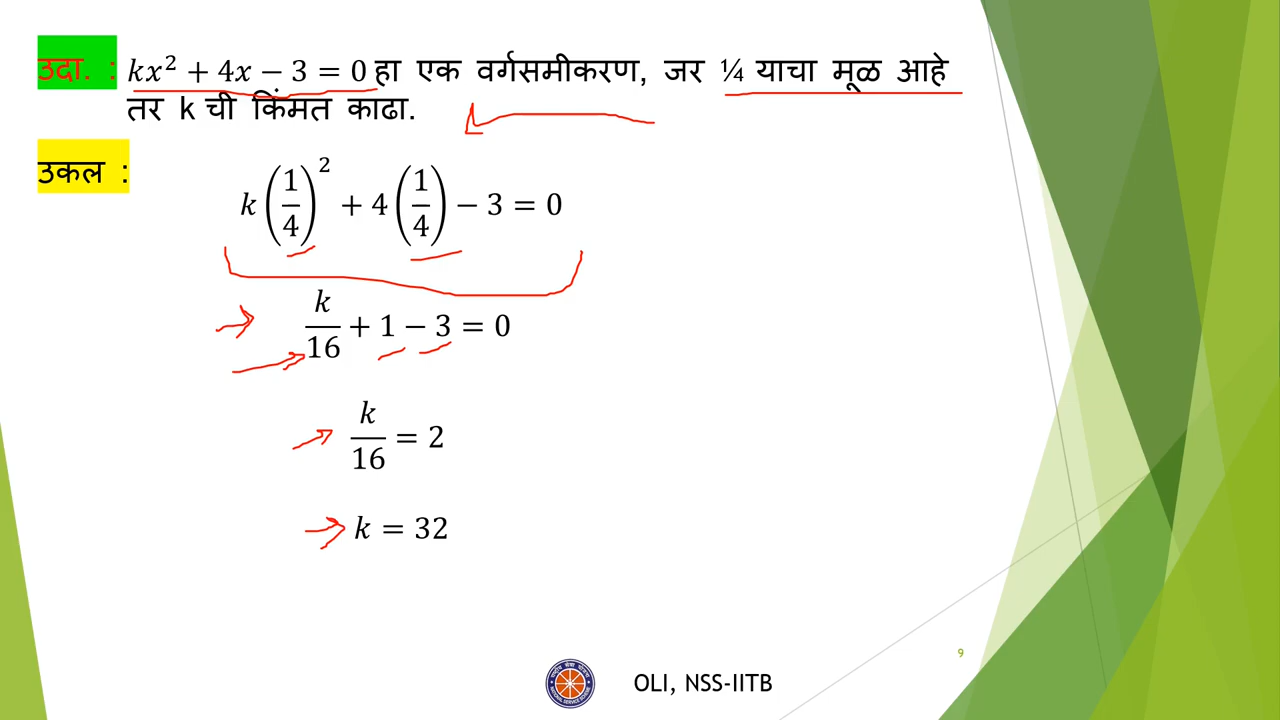 उदा. : kx² + 4x − 3 = 0 हा एक वर्गसमीकरण, जर ¼ याचा मूळ आहे
तर k ची किंमत काढा.
उकल :
k(1/4)² + 4(1/4) − 3 = 0
k/16 + 1 − 3 = 0
k/16 = 2
k = 32
9
OLI, NSS-IITB